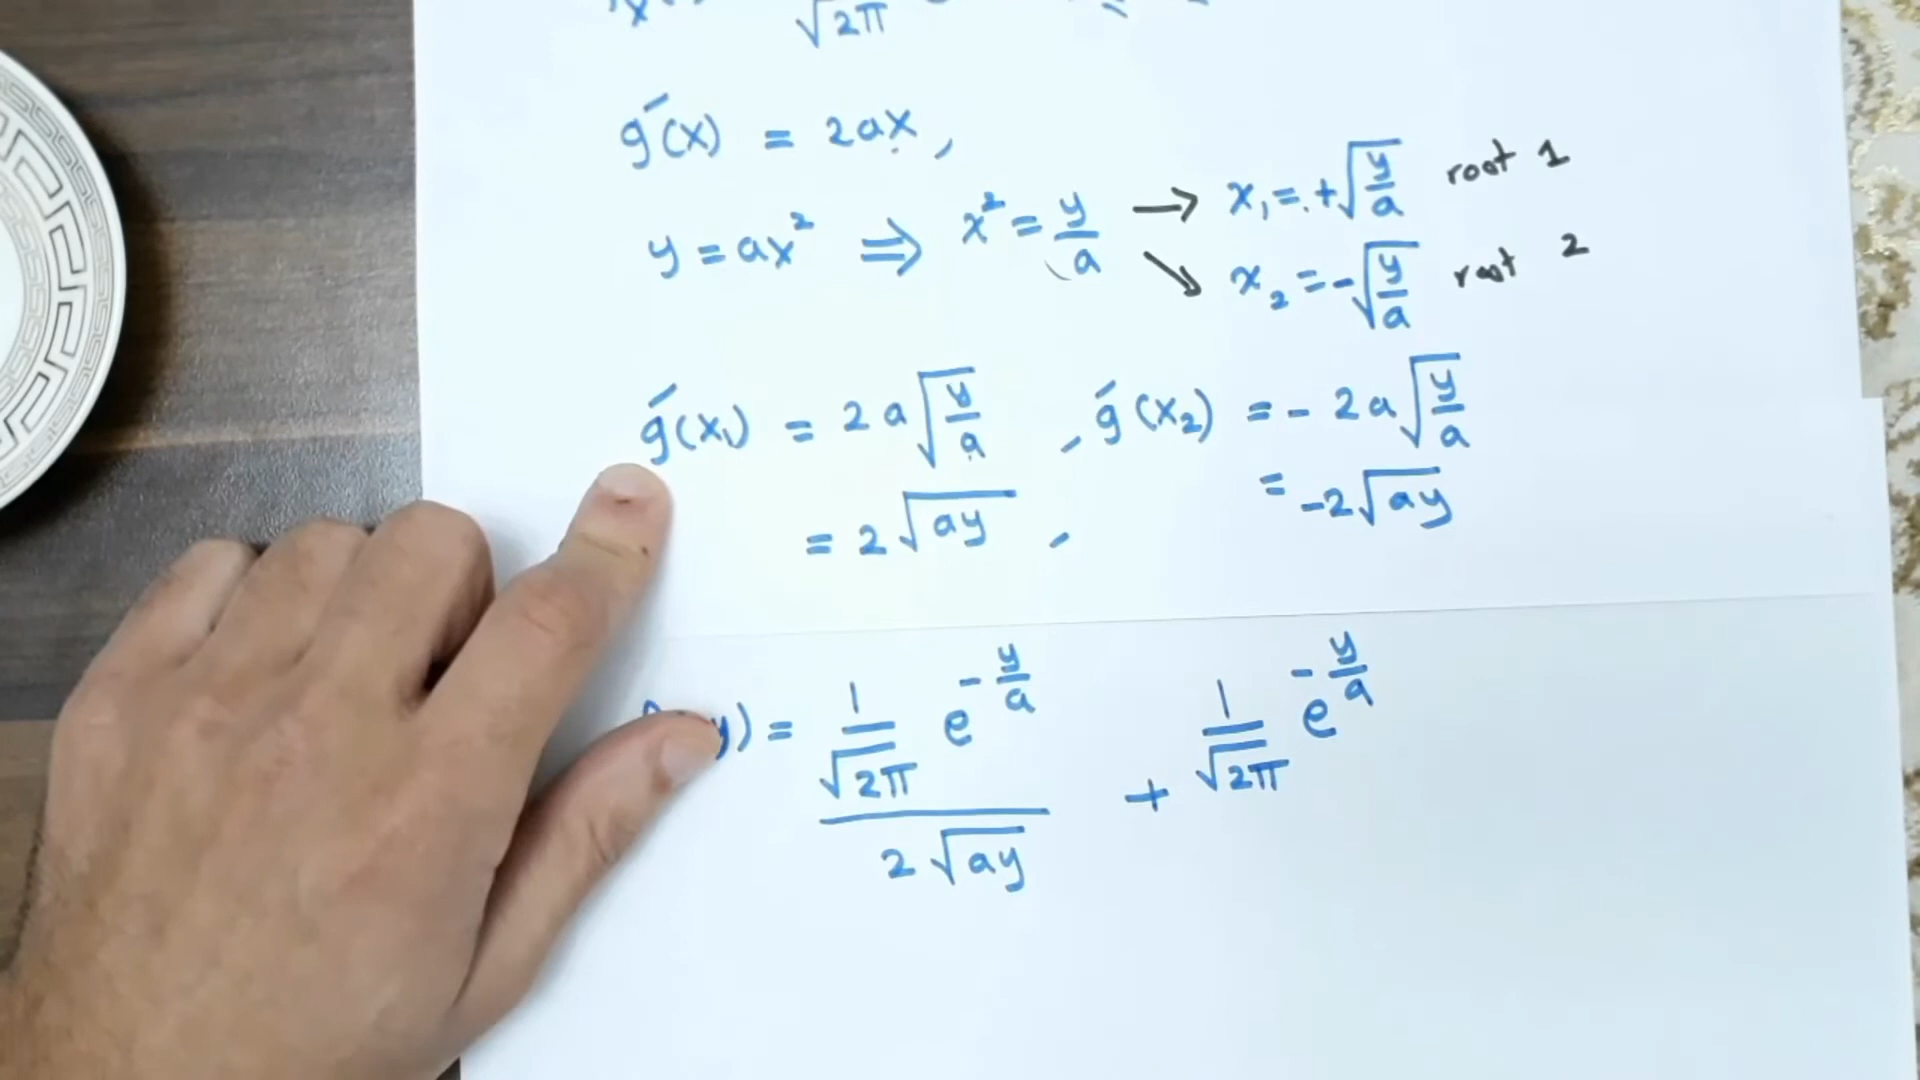 √2π
g′(x) = 2ax,
y = ax² ⇒ x² = y/a → x₁ = +√(y/a) root 1
↘ x₂ = -√(y/a) root 2
g′(x₁) = 2a√(y/a) , g′(x₂) = - 2a√(y/a)
= 2√(ay) , = -2√(ay)
y) = (1/√2π e^(-y/a)) / (2√(ay)) + 1/√2π e^(-y/a)